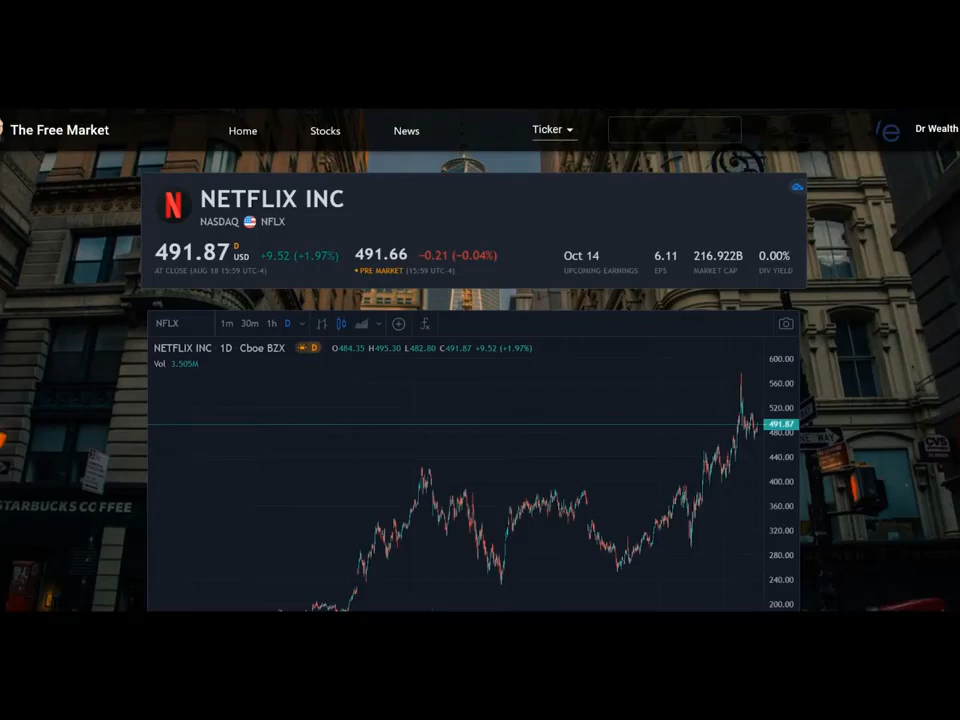 The Free Market
Home
Stocks
News
Ticker
Dr Wealth
NETFLIX INC
NASDAQ NFLX
491.87 D USD +9.52 (+1.97%)
491.66 −0.21 (−0.04%)
Oct 14
6.11
216.922B
0.00%
AT CLOSE (AUG 18 15:59 UTC-4)
PRE MARKET (15:59 UTC-4)
UPCOMING EARNINGS
EPS
MARKET CAP
DIV YIELD
NFLX
1m 30m 1h D
NETFLIX INC 1D Cboe BZX D O484.35 H495.30 L482.80 C491.87 +9.52 (+1.97%)
Vol 3.505M
600.00
560.00
520.00
491.87
480.00
440.00
400.00
360.00
320.00
280.00
240.00
200.00
STARBUCKS COFFEE
ONE WAY
CVS